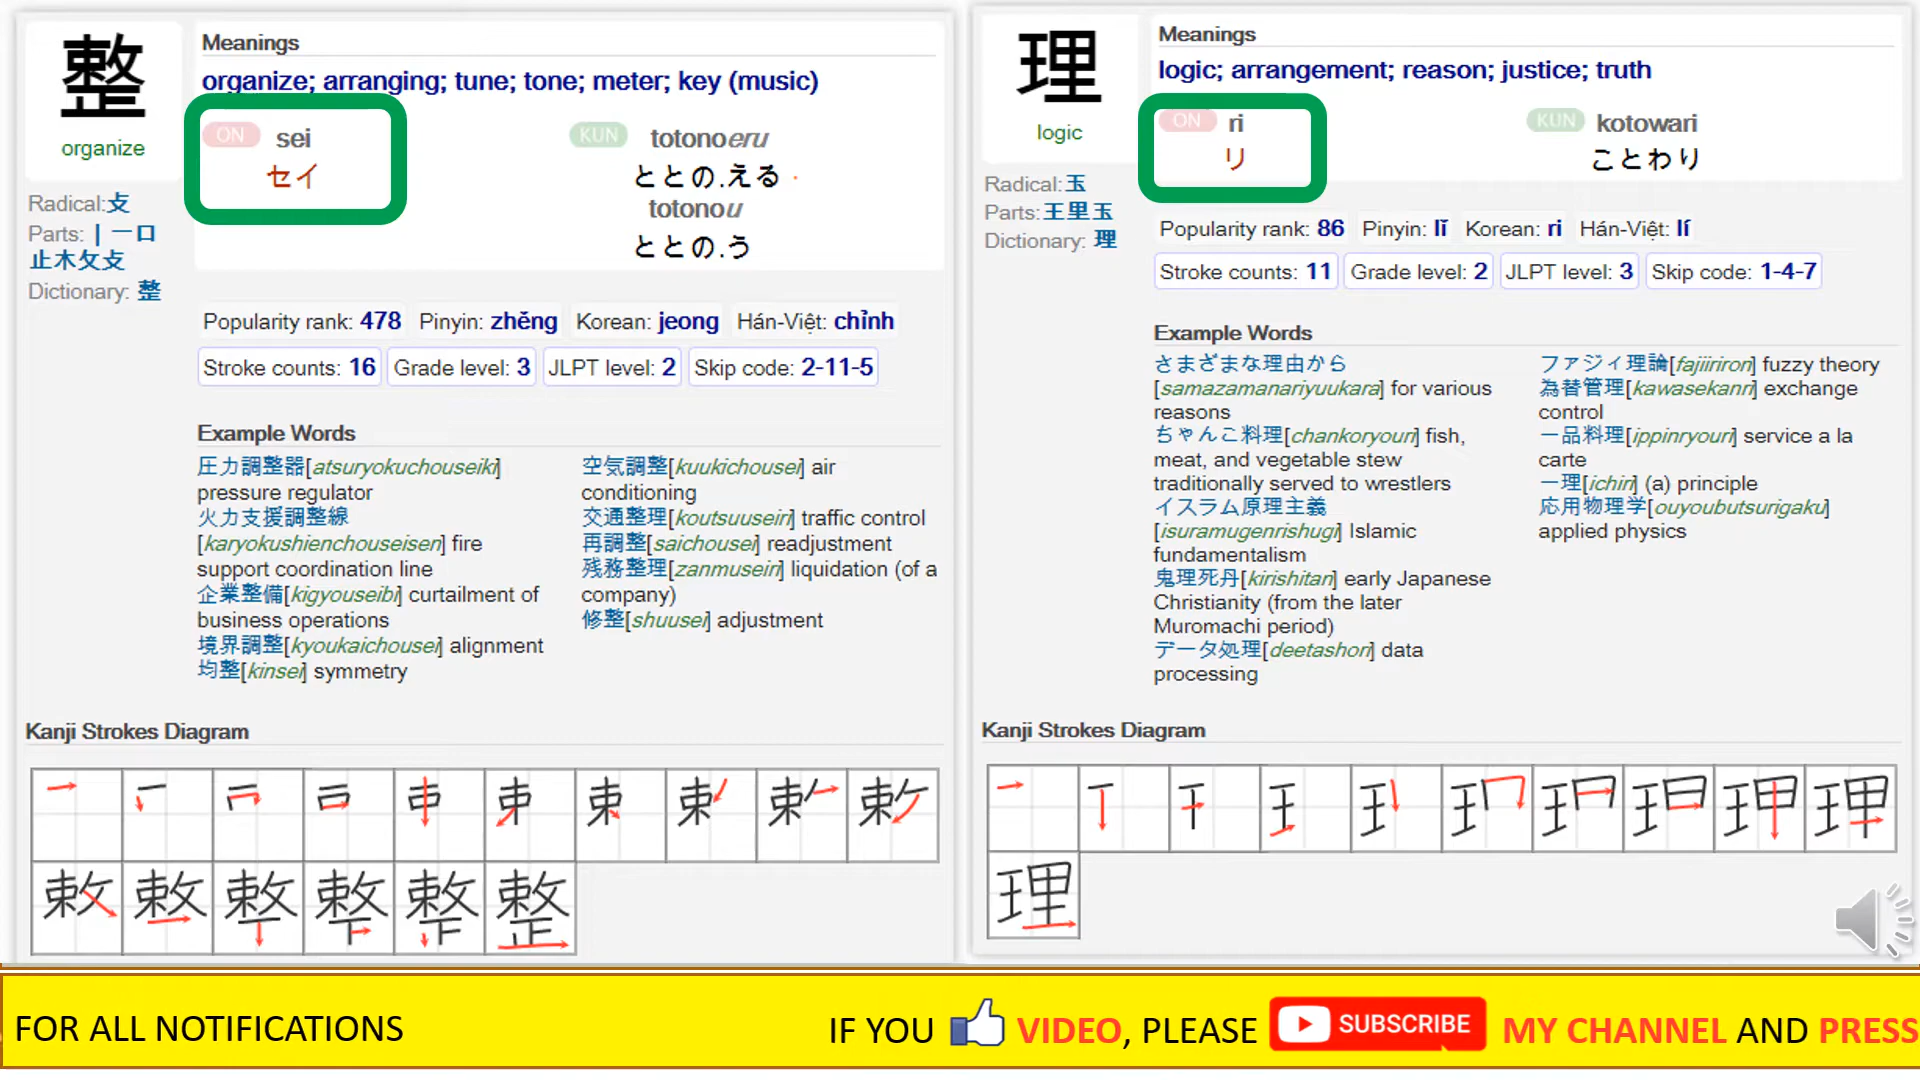 整
organize
Radical:攴
Parts: | 一口
止木攵攴
Dictionary: 整
Meanings
organize; arranging; tune; tone; meter; key (music)
ON sei
セイ
KUN totonoeru
ととの.える
totonou
ととの.う
Popularity rank: 478 Pinyin: zhěng Korean: jeong Hán-Việt: chỉnh
Stroke counts: 16 Grade level: 3 JLPT level: 2 Skip code: 2-11-5
Example Words
圧力調整器[atsuryokuchouseiki]
pressure regulator
火力支援調整線
[karyokushienchouseisen] fire
support coordination line
企業整備[kigyouseibi] curtailment of
business operations
境界調整[kyoukaichousei] alignment
均整[kinsei] symmetry
空気調整[kuukichousei] air
conditioning
交通整理[koutsuuseiri] traffic control
再調整[saichousei] readjustment
残務整理[zanmuseiri] liquidation (of a
company)
修整[shuusei] adjustment
Kanji Strokes Diagram
理
logic
Radical:玉
Parts:王里玉
Dictionary: 理
Meanings
logic; arrangement; reason; justice; truth
ON ri
リ
KUN kotowari
ことわり
Popularity rank: 86 Pinyin: lǐ Korean: ri Hán-Việt: lí
Stroke counts: 11 Grade level: 2 JLPT level: 3 Skip code: 1-4-7
Example Words
さまざまな理由から
[samazamanariyuukara] for various
reasons
ちゃんこ料理[chankoryouri] fish,
meat, and vegetable stew
traditionally served to wrestlers
イスラム原理主義
[isuramugenrishugi] Islamic
fundamentalism
鬼理死丹[kirishitan] early Japanese
Christianity (from the later
Muromachi period)
データ処理[deetashori] data
processing
ファジィ理論[fajiiriron] fuzzy theory
為替管理[kawasekanri] exchange
control
一品料理[ippinryouri] service a la
carte
一理[ichiri] (a) principle
応用物理学[ouyoubutsurigaku]
applied physics
Kanji Strokes Diagram
FOR ALL NOTIFICATIONS IF YOU VIDEO, PLEASE SUBSCRIBE MY CHANNEL AND PRESS